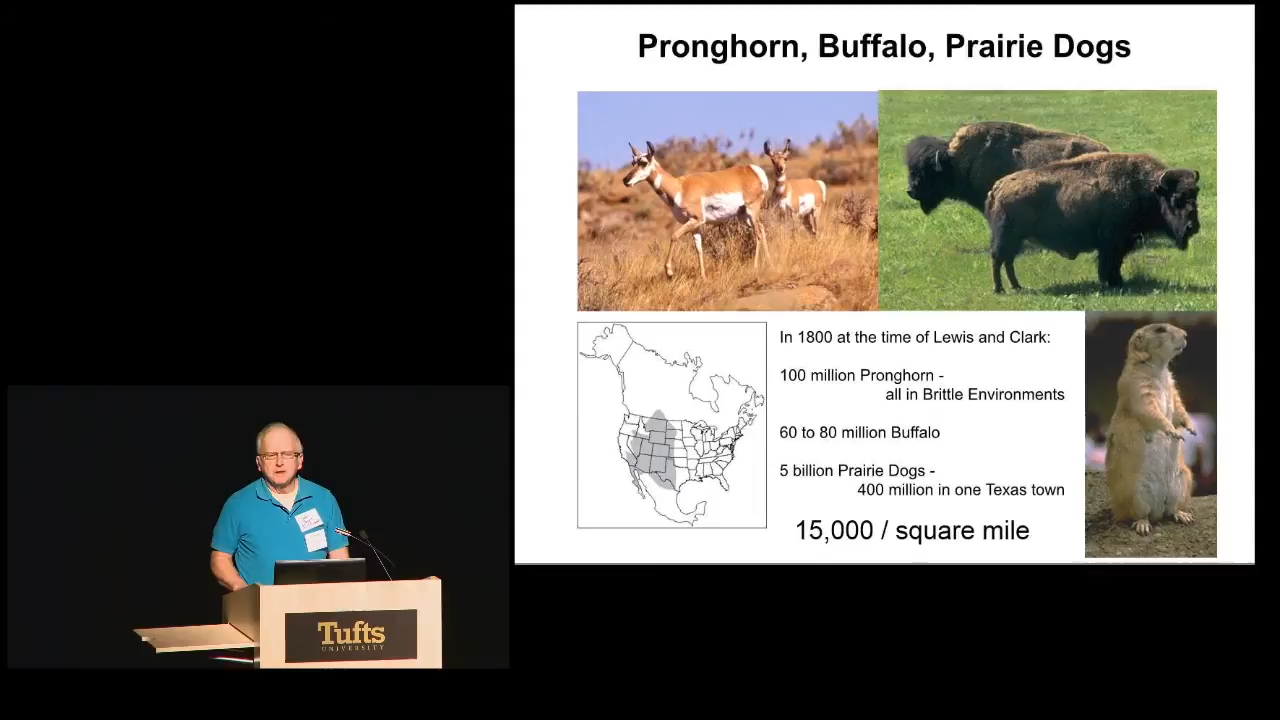 Pronghorn, Buffalo, Prairie Dogs
In 1800 at the time of Lewis and Clark:
100 million Pronghorn -
all in Brittle Environments
60 to 80 million Buffalo
5 billion Prairie Dogs -
400 million in one Texas town
15,000 / square mile
Tufts
UNIVERSITY